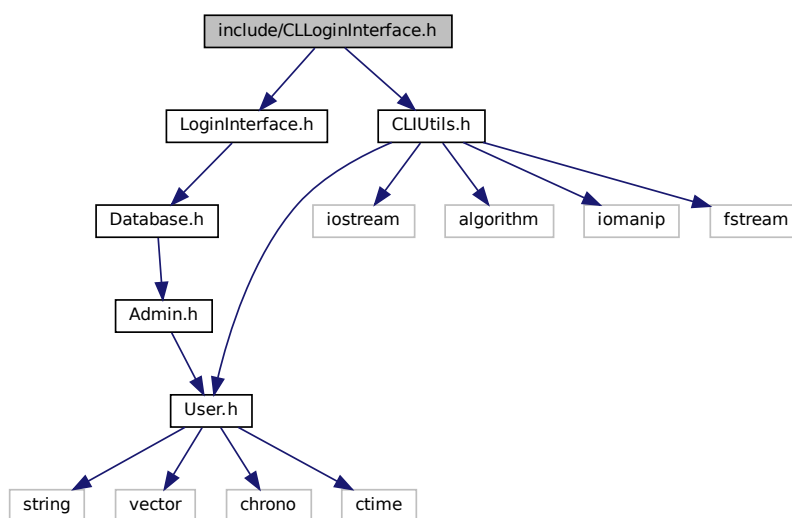 include/CLLoginInterface.h
LoginInterface.h
CLIUtils.h
Database.h
iostream
algorithm
iomanip
fstream
Admin.h
User.h
string
vector
chrono
ctime